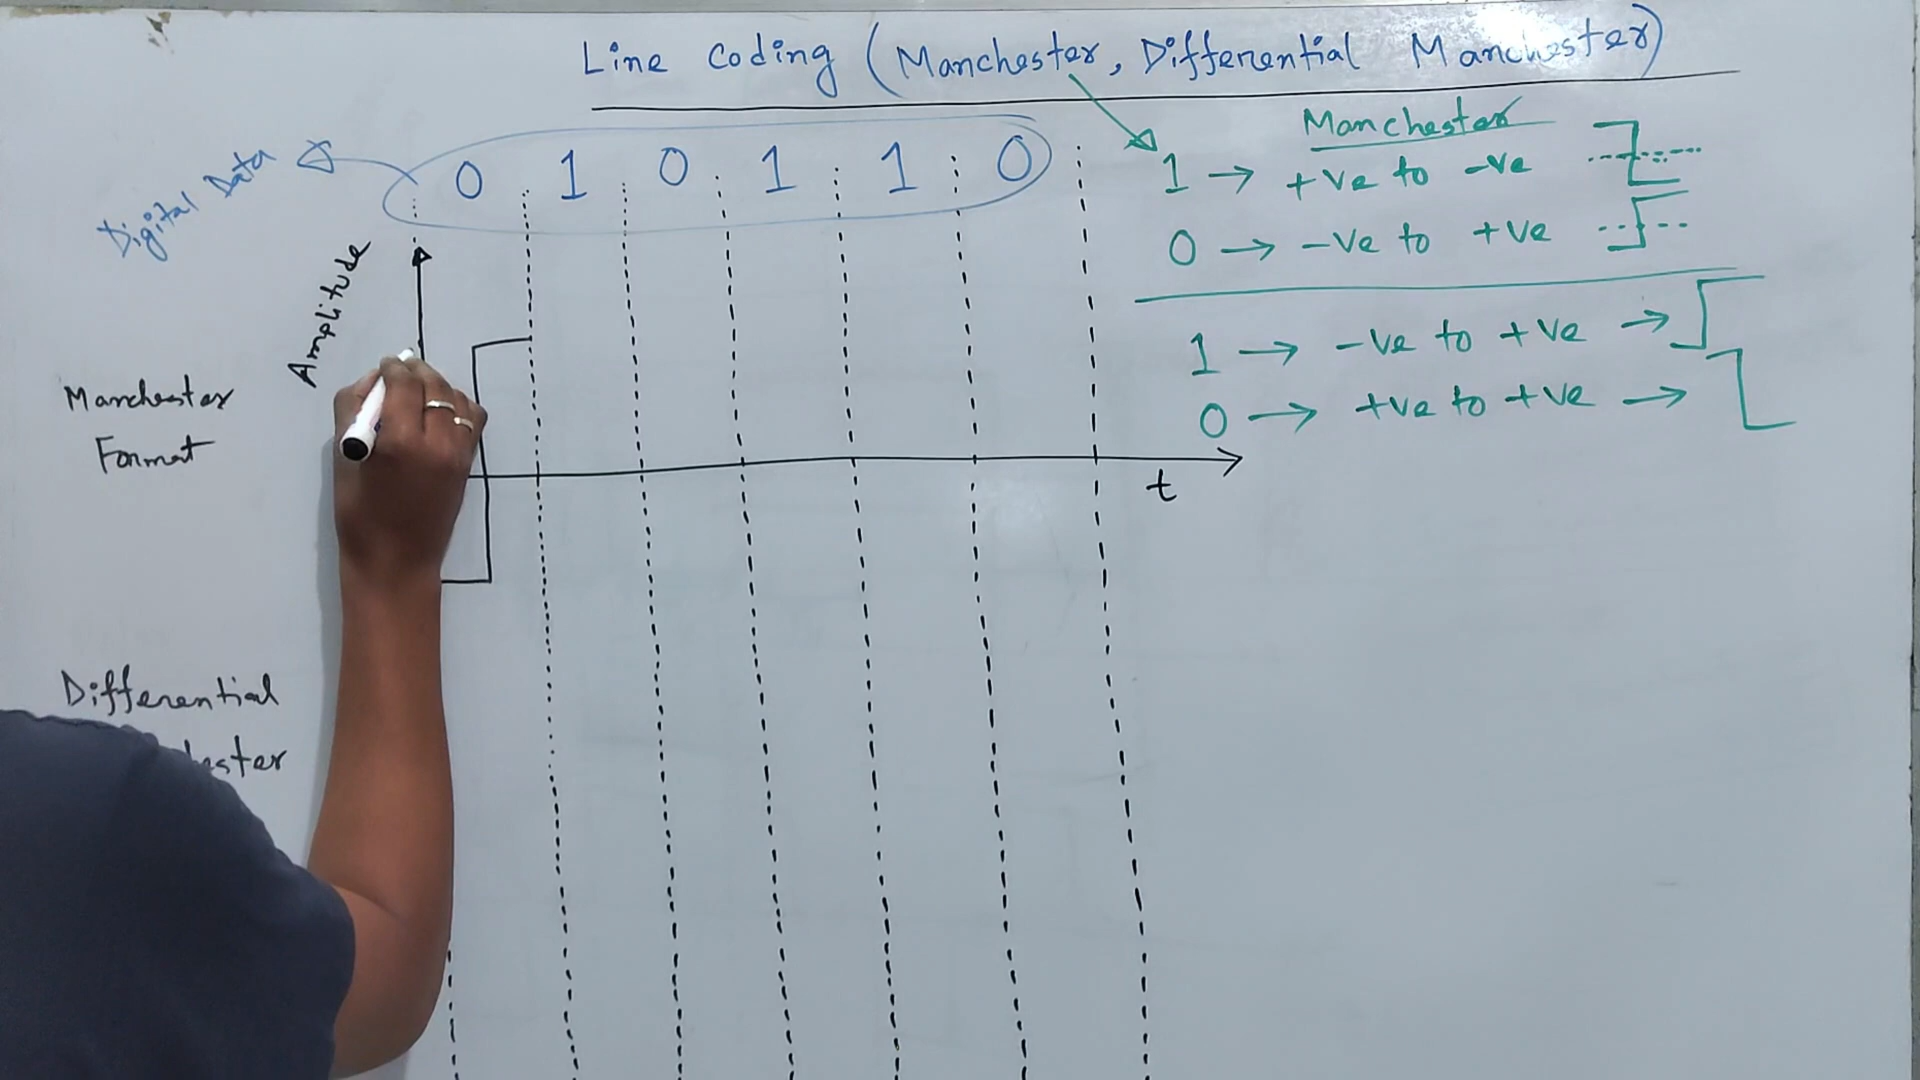 Line Coding (Manchester, Differential Manchester)
Digital Data
0 1 0 1 1 0
Manchester
1 → +ve to -ve
0 → -ve to +ve
1 → -ve to +ve →
0 → +ve to +ve →
Amplitude
Manchester
Format
t
Differential